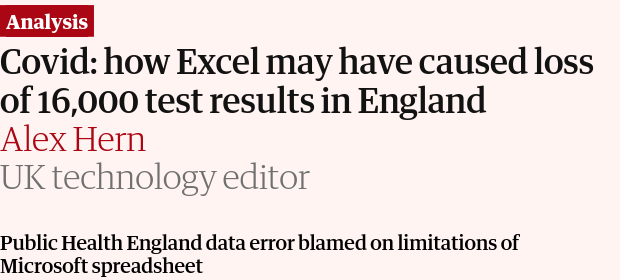 Analysis
Covid: how Excel may have caused loss
of 16,000 test results in England
Alex Hern
UK technology editor
Public Health England data error blamed on limitations of
Microsoft spreadsheet